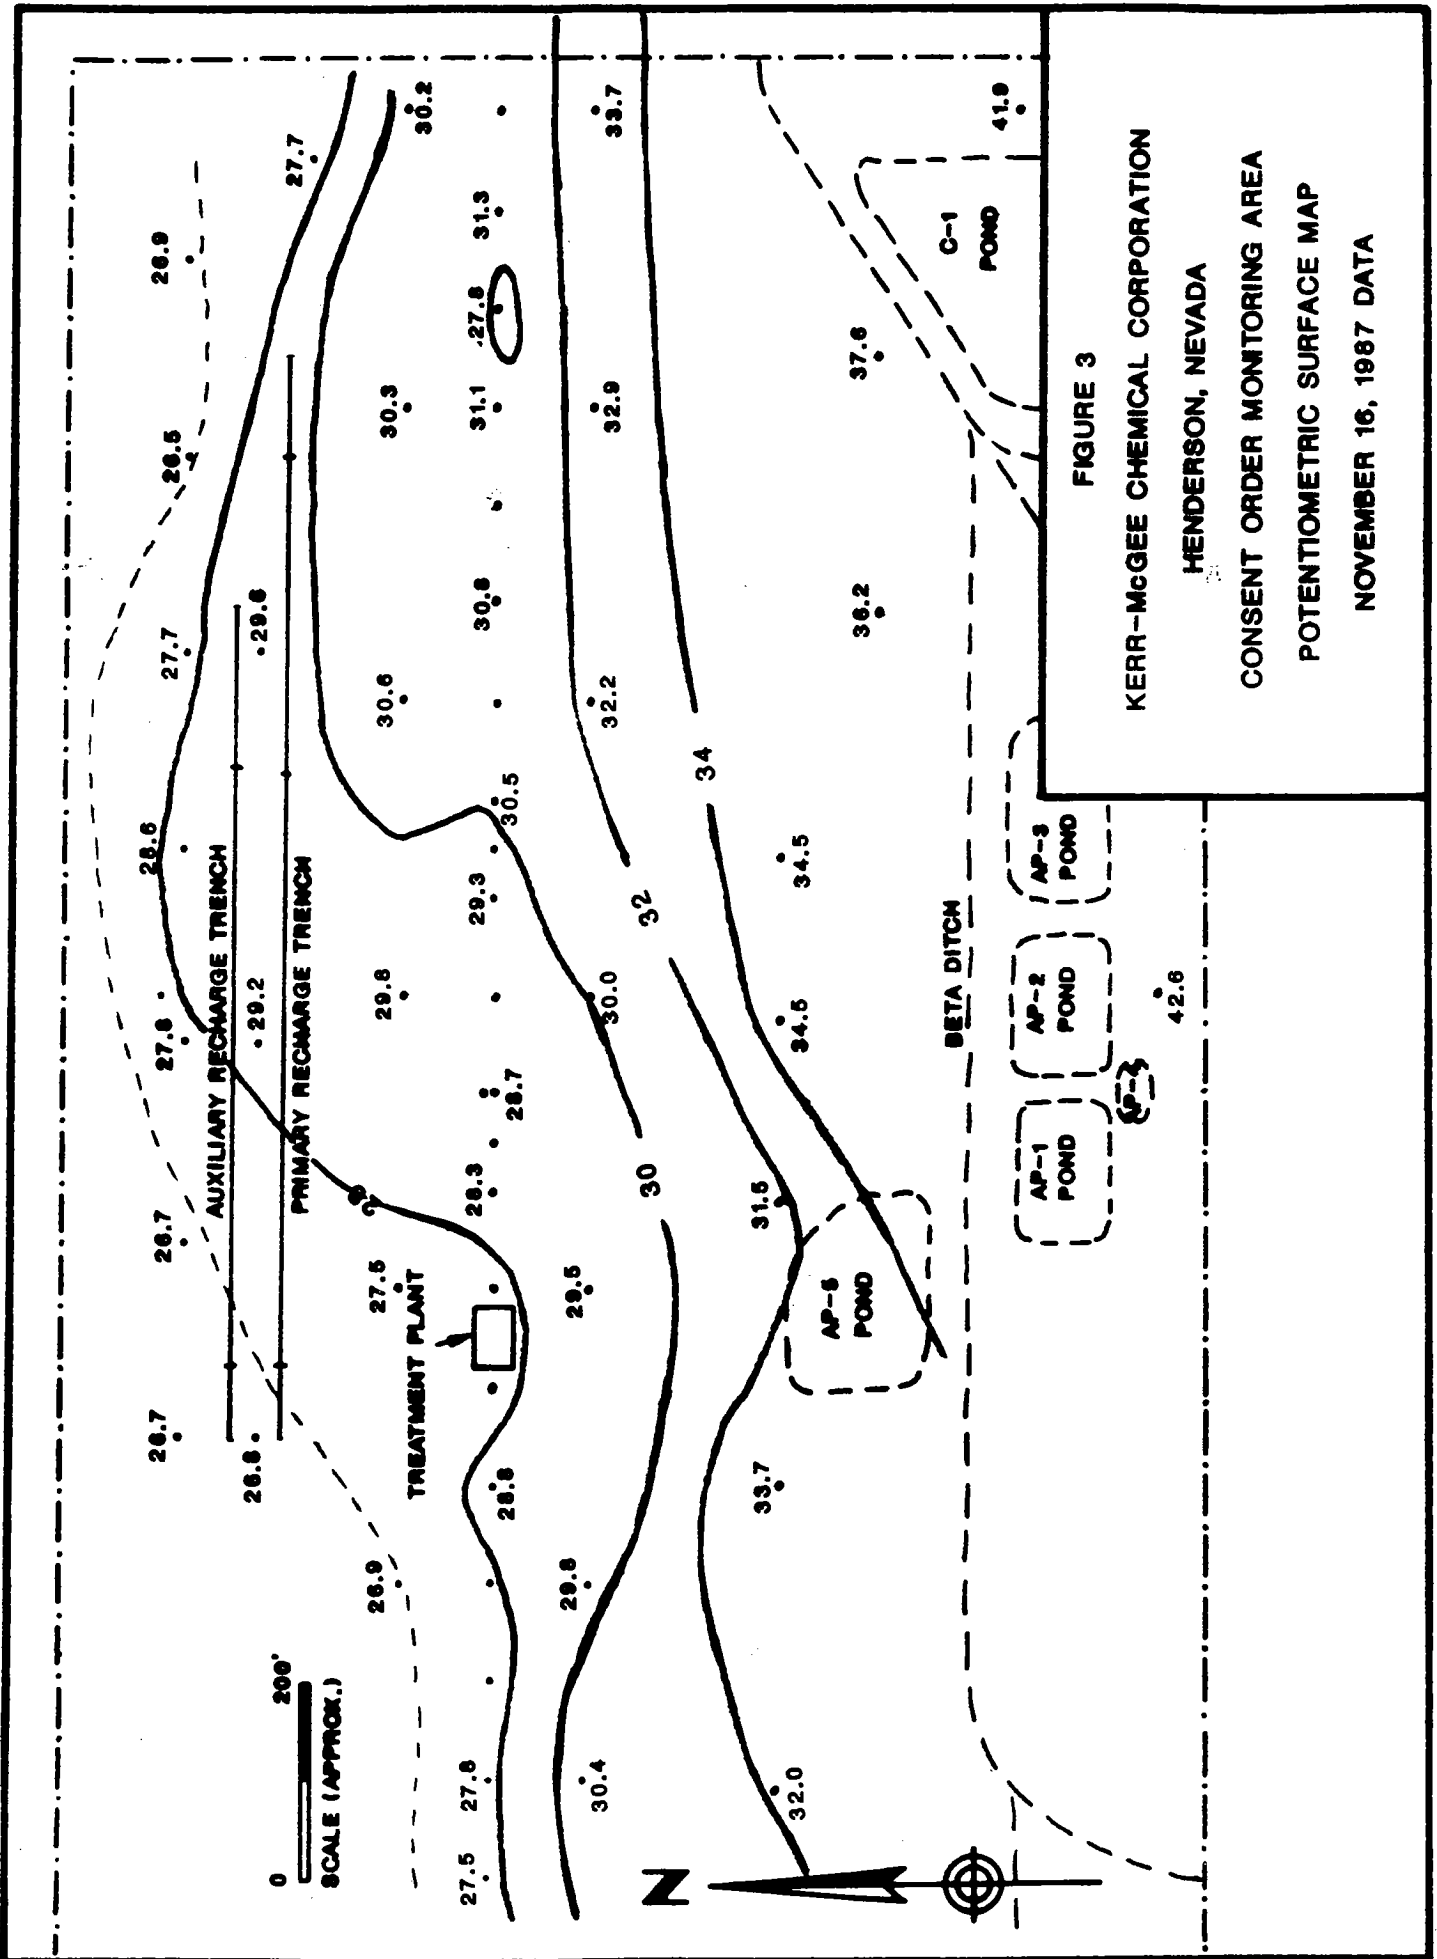 26.7
26.7
27.8
28.6
27.7
26.5
26.9
27.7
26.8
29.2
29.6
AUXILIARY RECHARGE TRENCH
PRIMARY RECHARGE TRENCH
0
200'
SCALE (APPROX.)
26.9
27.5
29.8
30.6
30.3
30.2
TREATMENT PLANT
27.5
27.8
28.8
28.3
28.7
29.3
30.5
30.8
31.1
27.8
31.3
30.4
29.8
29.5
30.0
32.2
32.9
33.7
30
32
34
N
32.0
33.7
31.5
34.5
34.5
36.2
37.6
AP-5
POND
BETA DITCH
C-1
POND
41.9
AP-1
POND
AP-2
POND
AP-3
POND
42.6
FIGURE 3
KERR-McGEE CHEMICAL CORPORATION
HENDERSON, NEVADA
CONSENT ORDER MONITORING AREA
POTENTIOMETRIC SURFACE MAP
NOVEMBER 16, 1987 DATA